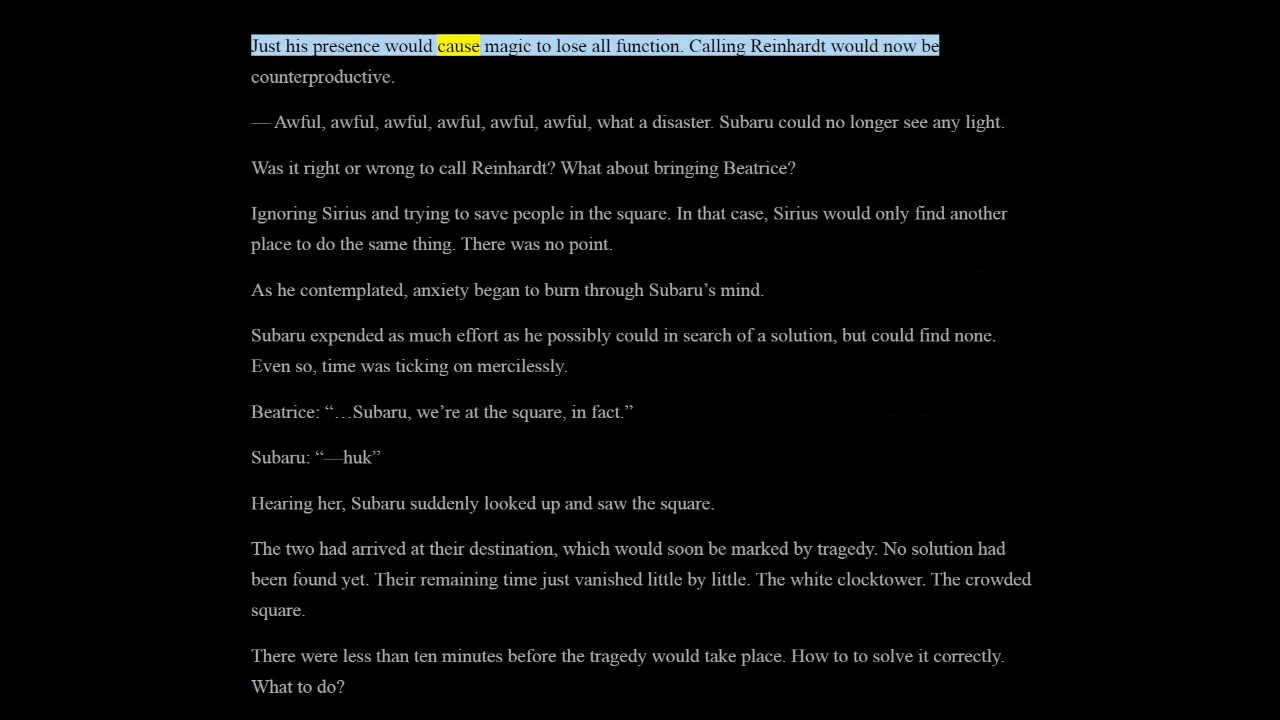 Just his presence would cause magic to lose all function. Calling Reinhardt would now be
counterproductive.
— Awful, awful, awful, awful, awful, awful, what a disaster. Subaru could no longer see any light.
Was it right or wrong to call Reinhardt? What about bringing Beatrice?
Ignoring Sirius and trying to save people in the square. In that case, Sirius would only find another
place to do the same thing. There was no point.
As he contemplated, anxiety began to burn through Subaru’s mind.
Subaru expended as much effort as he possibly could in search of a solution, but could find none.
Even so, time was ticking on mercilessly.
Beatrice: “…Subaru, we’re at the square, in fact.”
Subaru: “—huk”
Hearing her, Subaru suddenly looked up and saw the square.
The two had arrived at their destination, which would soon be marked by tragedy. No solution had
been found yet. Their remaining time just vanished little by little. The white clocktower. The crowded
square.
There were less than ten minutes before the tragedy would take place. How to to solve it correctly.
What to do?